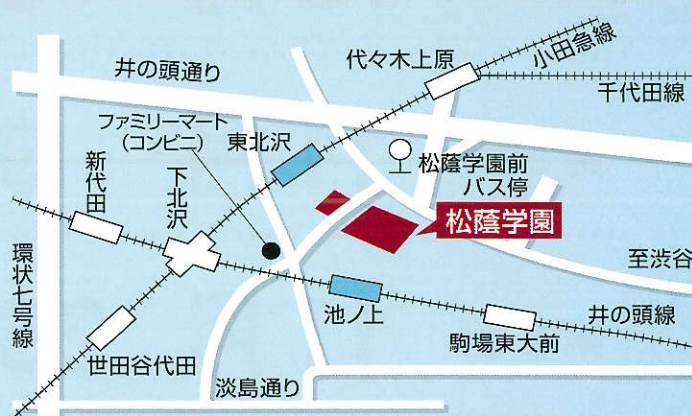 井の頭通り
代々木上原
小田急線
千代田線
ファミリーマート
(コンビニ)
東北沢
新代田
下北沢
松蔭学園前
バス停
松蔭学園
環状七号線
至渋谷
池ノ上
井の頭線
駒場東大前
世田谷代田
淡島通り